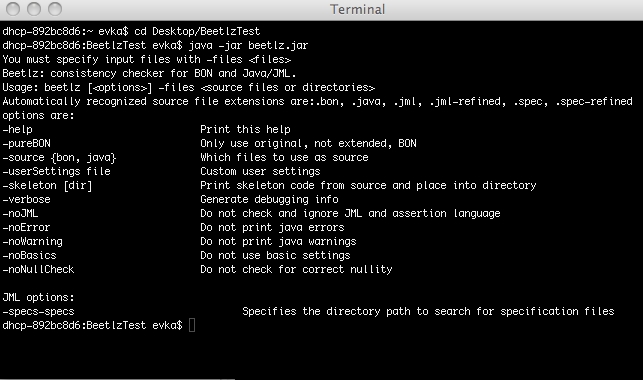 Terminal
dhcp-892bc8d6:~ evka$ cd Desktop/BeetlzTest
dhcp-892bc8d6:BeetlzTest evka$ java -jar beetlz.jar
You must specify input files with -files <files>
Beetlz: consistency checker for BON and Java/JML.
Usage: beetlz [<options>] -files <source files or directories>
Automatically recognized source file extensions are:.bon, .java, .jml, .jml-refined, .spec, .spec-refined
options are:
-help Print this help
-pureBON Only use original, not extended, BON
-source {bon, java} Which files to use as source
-userSettings file Custom user settings
-skeleton [dir] Print skeleton code from source and place into directory
-verbose Generate debugging info
-noJML Do not check and ignore JML and assertion language
-noError Do not print java errors
-noWarning Do not print java warnings
-noBasics Do not use basic settings
-noNullCheck Do not check for correct nullity
JML options:
-specs-specs Specifies the directory path to search for specification files
dhcp-892bc8d6:BeetlzTest evka$